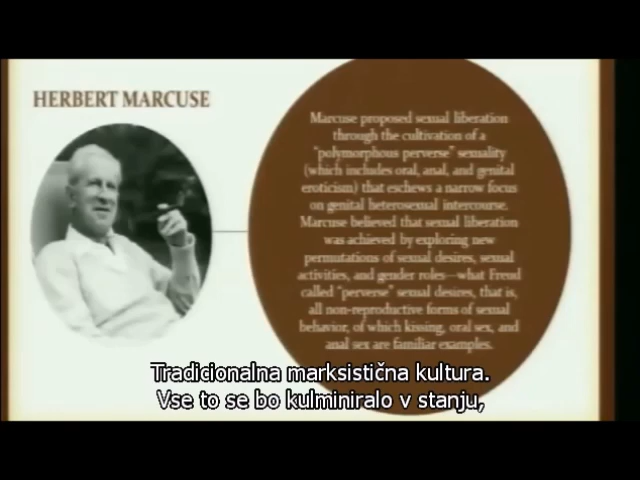 HERBERT MARCUSE
Marcuse proposed sexual liberation
through the cultivation of a
"polymorphous perverse" sexuality
(which includes oral, anal, and genital
eroticism) that eschews a narrow focus
on genital heterosexual intercourse.
Marcuse believed that sexual liberation
was achieved by exploring new
permutations of sexual desires, sexual
activities, and gender roles—what Freud
called "perverse" sexual desires, that is,
all non-reproductive forms of sexual
behavior, of which kissing, oral sex, and
anal sex are familiar examples.
Tradicionalna marksistična kultura.
Vse to se bo kulminiralo v stanju,